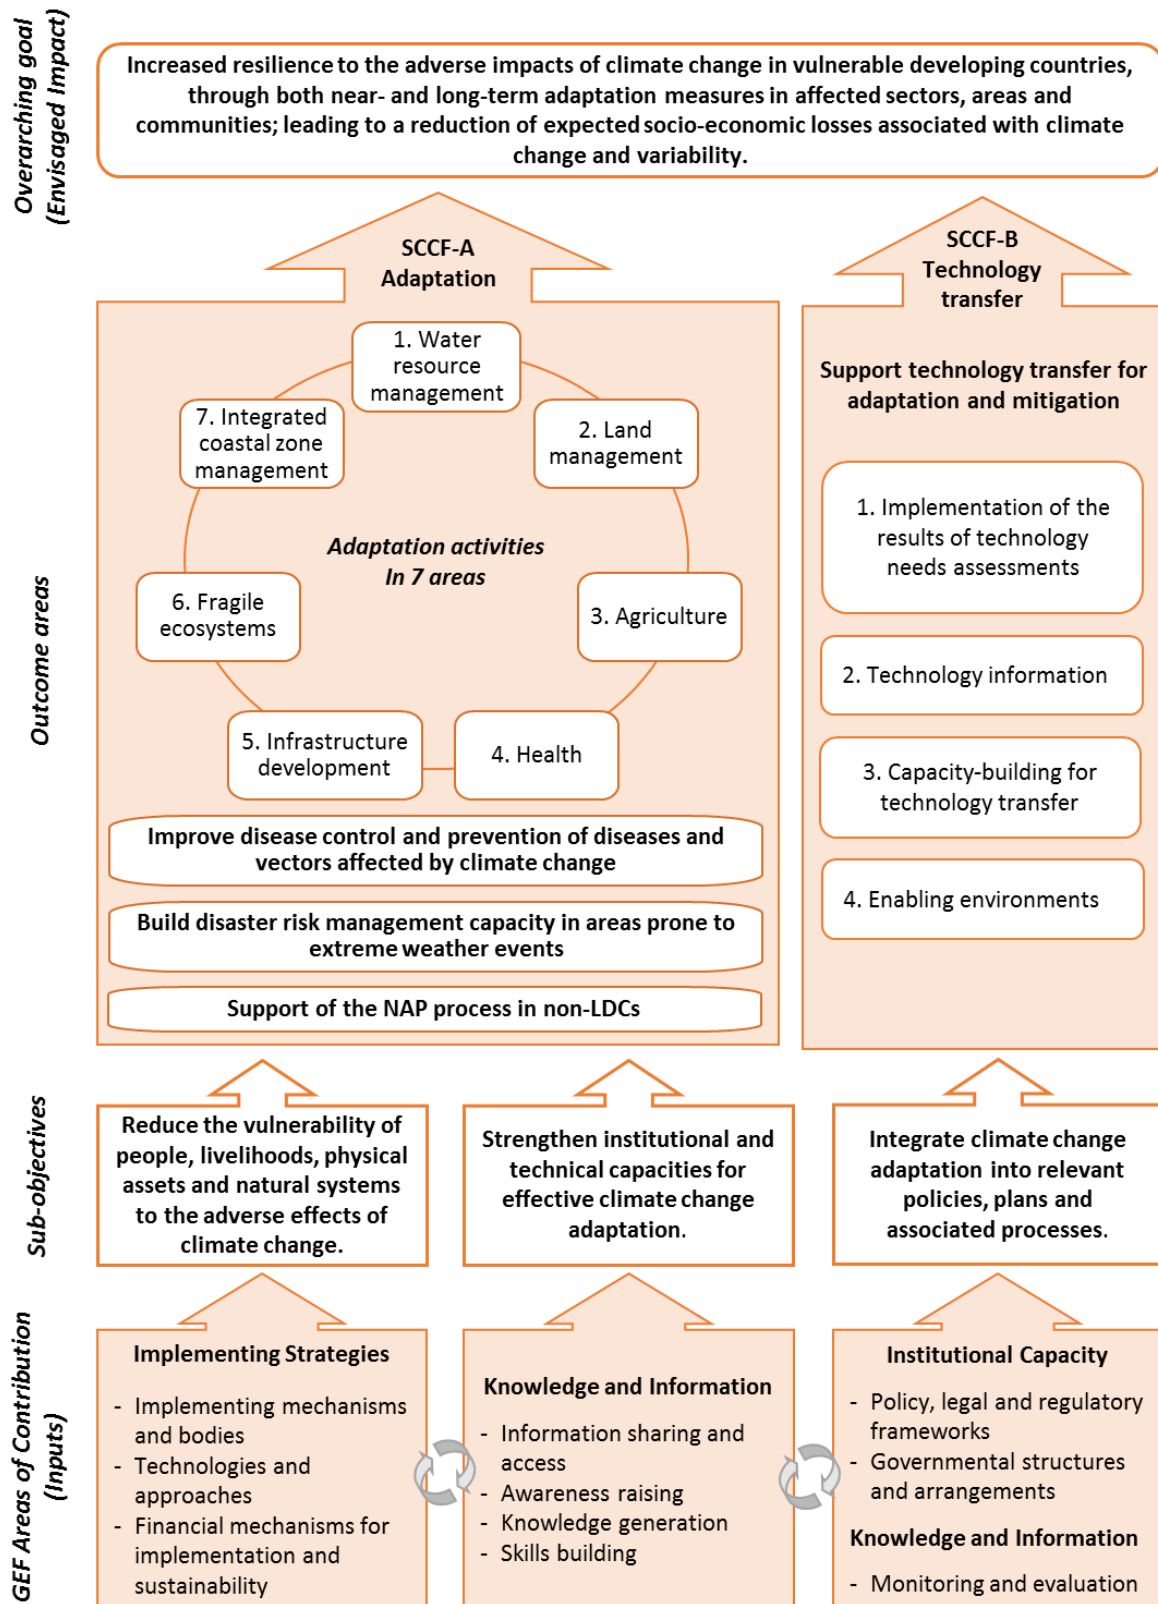 Overarching goal
(Envisaged Impact)
Increased resilience to the adverse impacts of climate change in vulnerable developing countries,
through both near- and long-term adaptation measures in affected sectors, areas and
communities; leading to a reduction of expected socio-economic losses associated with climate
change and variability.
SCCF-A
Adaptation
SCCF-B
Technology
transfer
Outcome areas
1. Water
resource
management
2. Land
management
3. Agriculture
4. Health
5. Infrastructure
development
6. Fragile
ecosystems
7. Integrated
coastal zone
management
Adaptation activities
In 7 areas
Improve disease control and prevention of diseases and
vectors affected by climate change
Build disaster risk management capacity in areas prone to
extreme weather events
Support of the NAP process in non-LDCs
Support technology transfer for
adaptation and mitigation
1. Implementation of the
results of technology
needs assessments
2. Technology information
3. Capacity-building for
technology transfer
4. Enabling environments
Sub-objectives
Reduce the vulnerability of
people, livelihoods, physical
assets and natural systems
to the adverse effects of
climate change.
Strengthen institutional and
technical capacities for
effective climate change
adaptation.
Integrate climate change
adaptation into relevant
policies, plans and
associated processes.
GEF Areas of Contribution
(Inputs)
Implementing Strategies
- Implementing mechanisms
and bodies
- Technologies and
approaches
- Financial mechanisms for
implementation and
sustainability
Knowledge and Information
- Information sharing and
access
- Awareness raising
- Knowledge generation
- Skills building
Institutional Capacity
- Policy, legal and regulatory
frameworks
- Governmental structures
and arrangements
Knowledge and Information
- Monitoring and evaluation